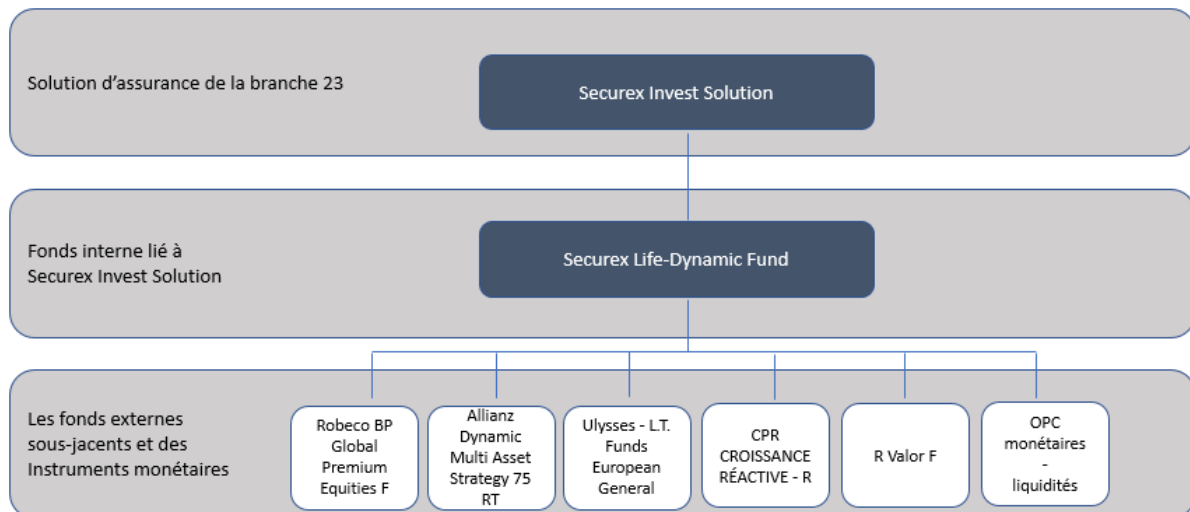 Solution d'assurance de la branche 23
Securex Invest Solution
Fonds interne lié à
Securex Invest Solution
Securex Life-Dynamic Fund
Les fonds externes
sous-jacents et des
Instruments monétaires
Robeco BP
Global
Premium
Equities F
Allianz
Dynamic
Multi Asset
Strategy 75
RT
Ulysses - L.T.
Funds
European
General
CPR
CROISSANCE
RÉACTIVE - R
R Valor F
OPC
monétaires
-
liquidités